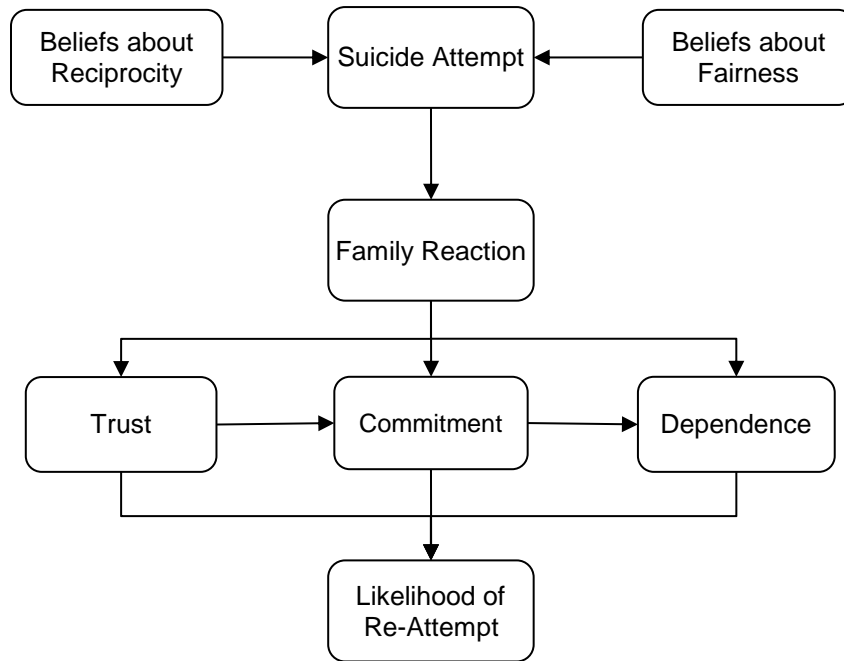 Beliefs about
Reciprocity
Suicide Attempt
Beliefs about
Fairness
Family Reaction
Trust
Commitment
Dependence
Likelihood of
Re-Attempt